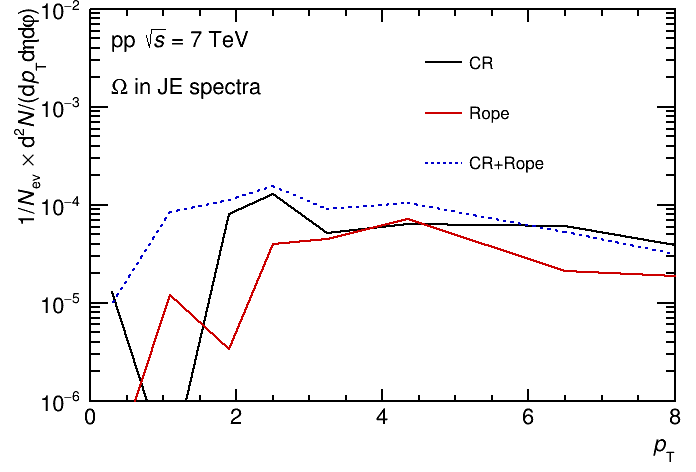 10⁻²
pp √s = 7 TeV
CR
Ω in JE spectra
10⁻³
Rope
CR+Rope
10⁻⁴
10⁻⁵
10⁻⁶
0 2 4 6 8
p_T
1/N_ev × d²N/(dp_T dηdφ)